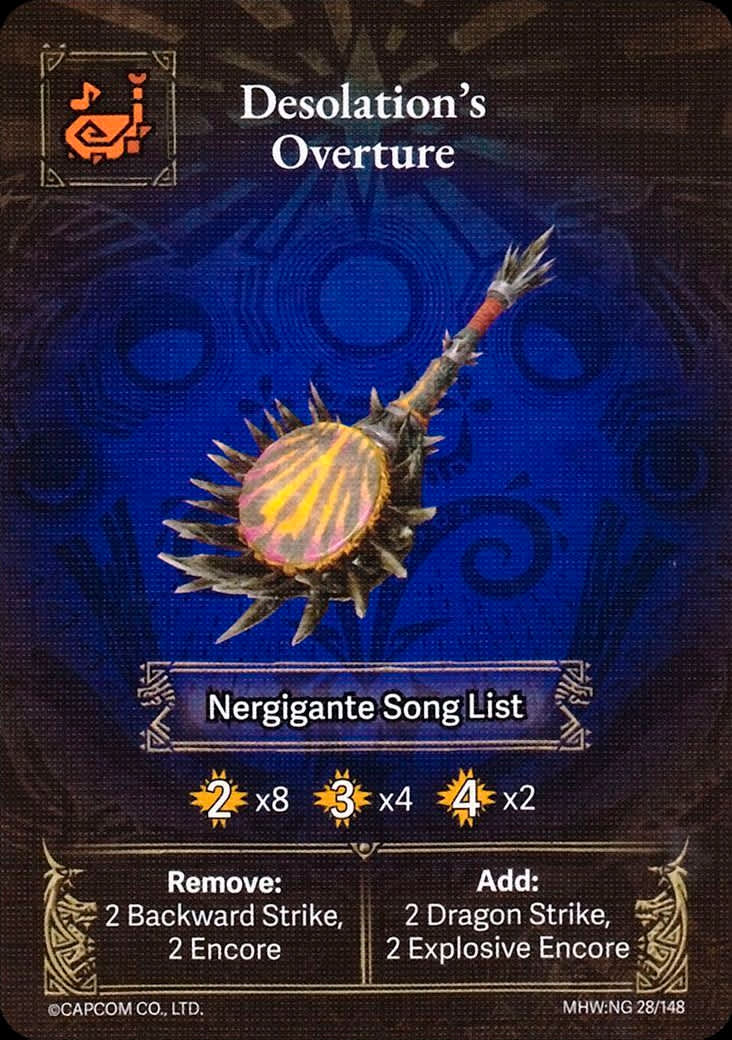 Desolation’s
Overture
Nergigante Song List
2 x8 3 x4 4 x2
Remove:
2 Backward Strike,
2 Encore
Add:
2 Dragon Strike,
2 Explosive Encore
©CAPCOM CO., LTD.
MHW:NG 28/148